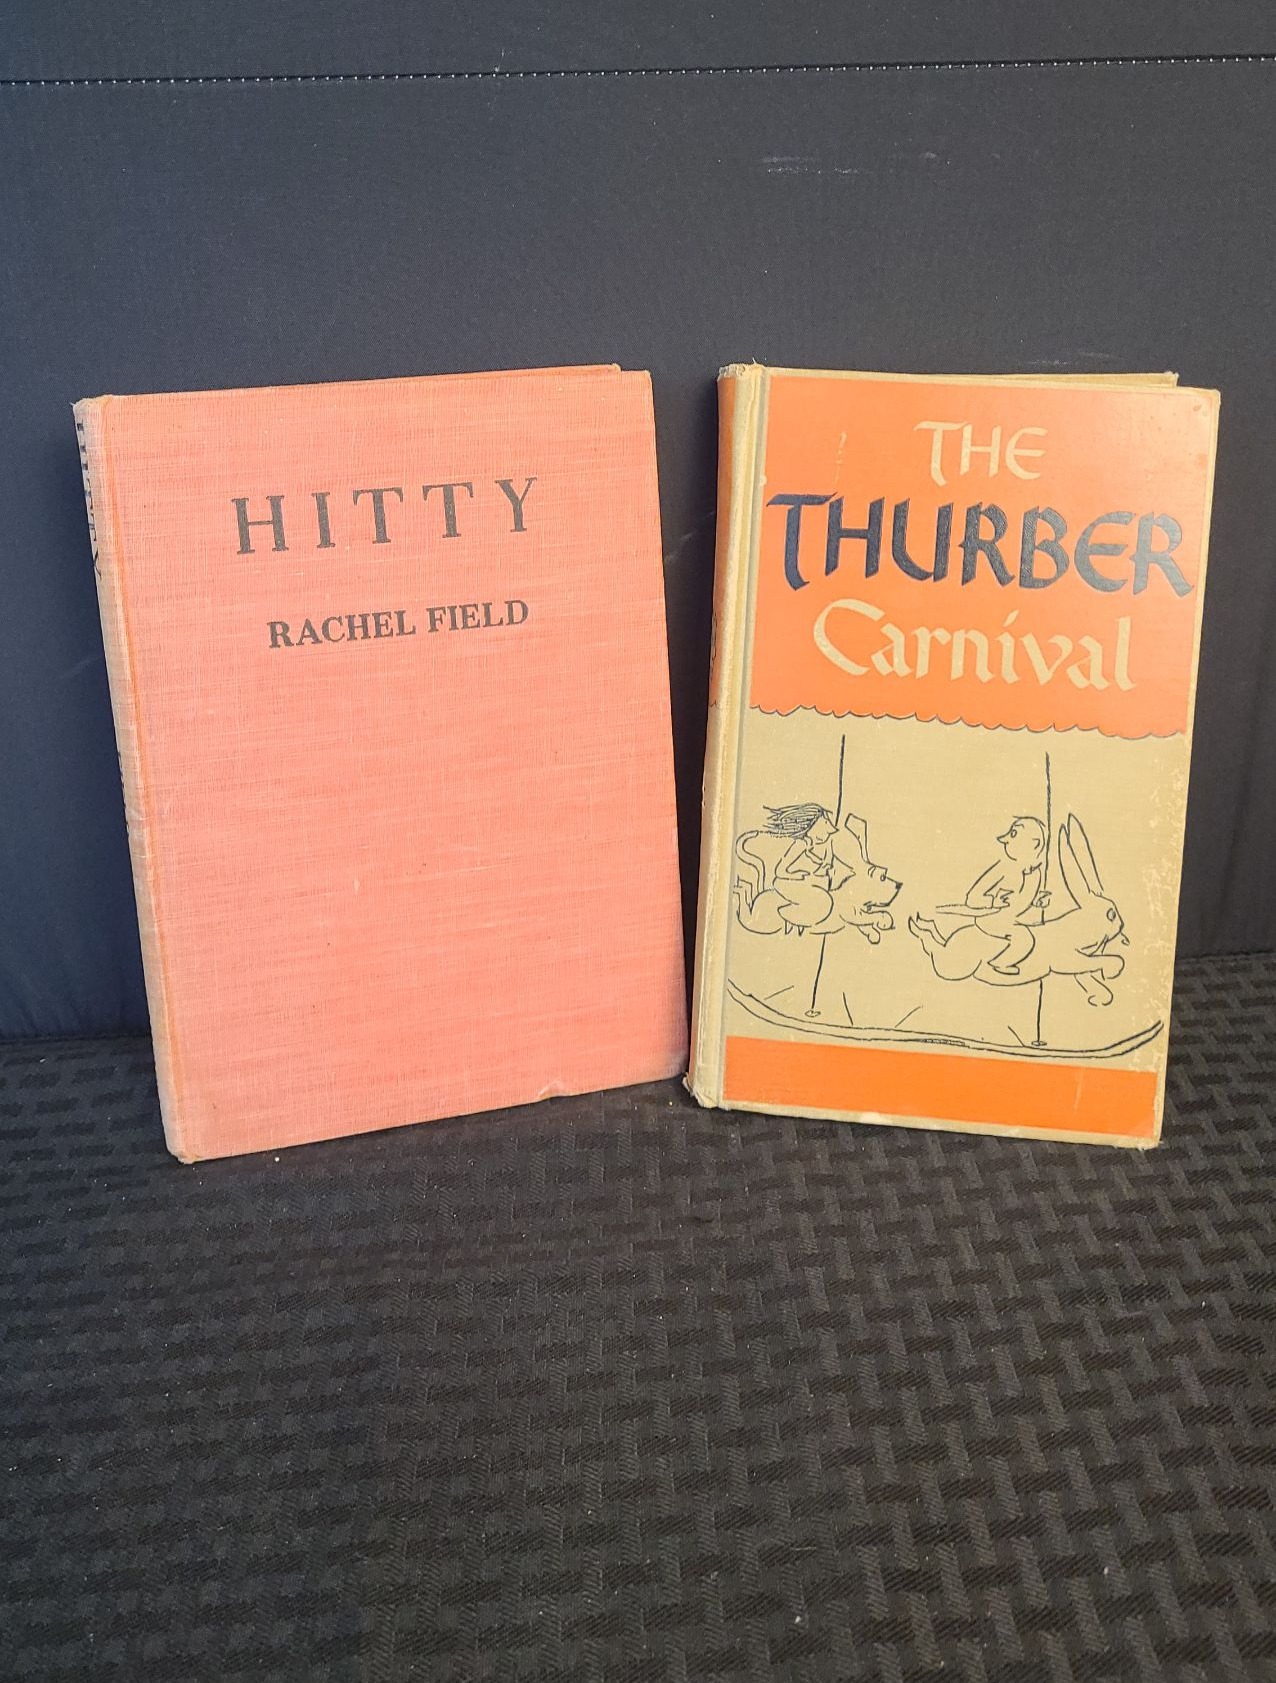 HITTY
RACHEL FIELD
THE
THURBER
Carnival